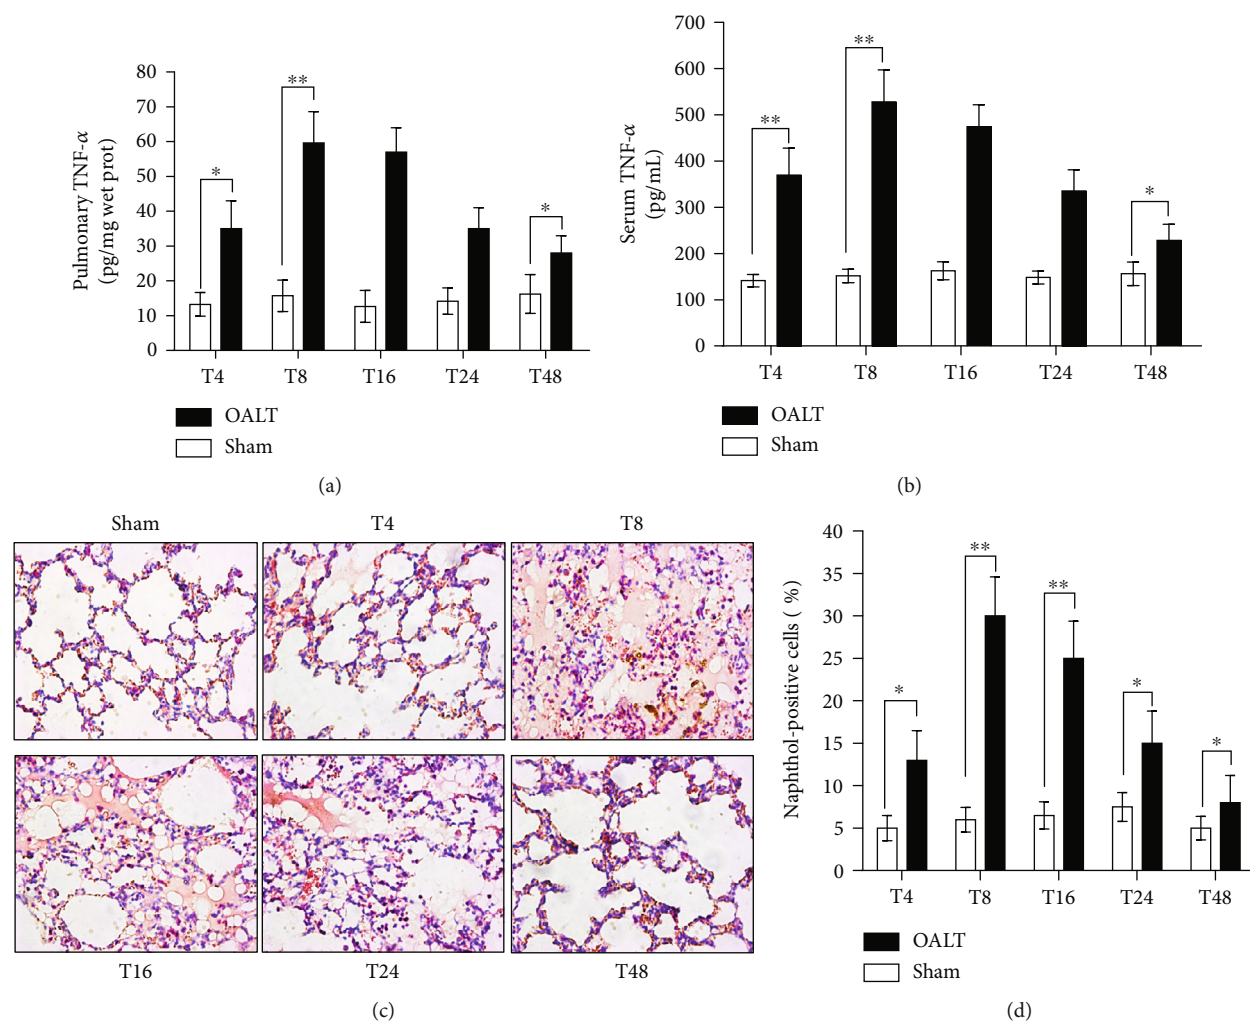 80
70
60
50
40
30
20
10
0
Pulmonary TNF-α
(pg/mg wet prot)
*
**
*
T4 T8 T16 T24 T48
OALT
Sham
(a)
700
600
500
400
300
200
100
0
Serum TNF-α
(pg/mL)
**
**
*
T4 T8 T16 T24 T48
OALT
Sham
(b)
Sham T4 T8
T16 T24 T48
(c)
40
35
30
25
20
15
10
5
0
Naphthol-positive cells ( %)
*
**
**
*
*
T4 T8 T16 T24 T48
OALT
Sham
(d)